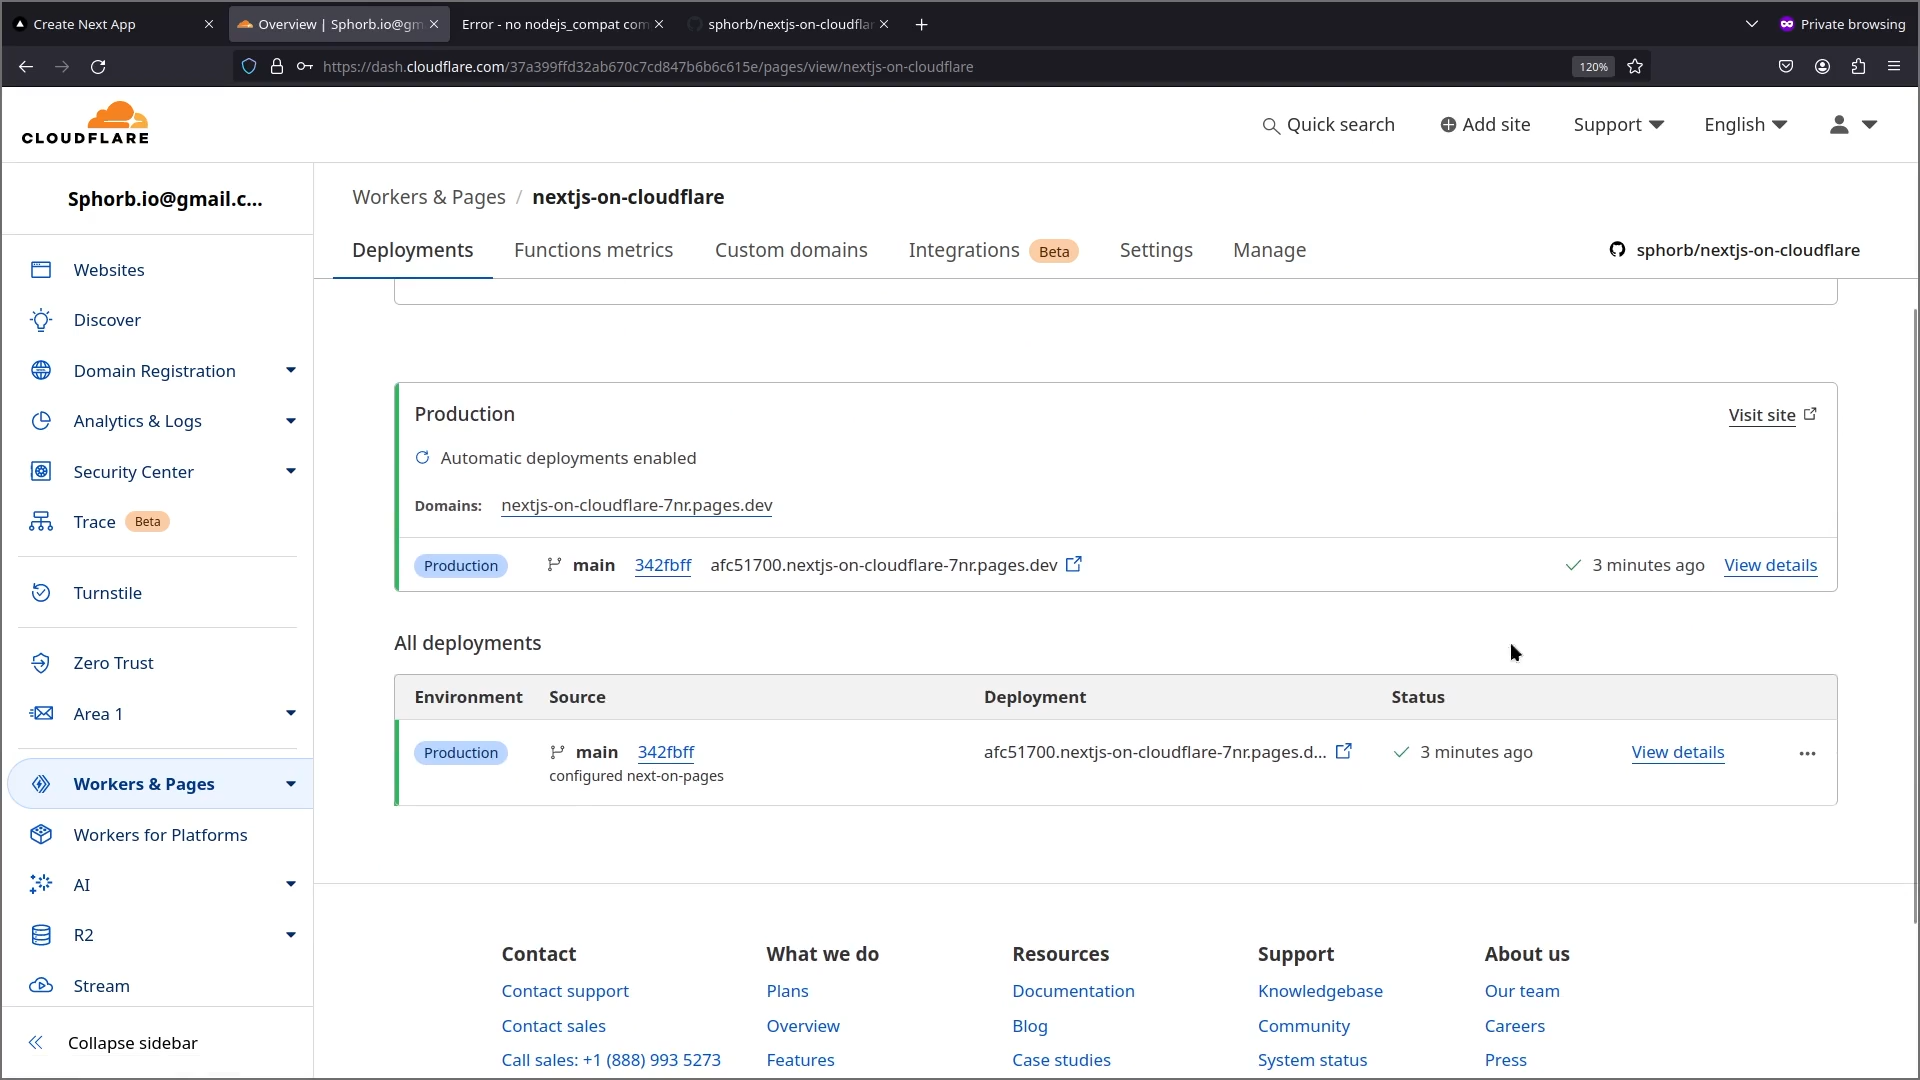 Create Next App
Overview | Sphorb.io@gm
Error - no nodejs_compat com
sphorb/nextjs-on-cloudflar
Private browsing
https://dash.cloudflare.com/37a399ffd32ab670c7cd847b6b6c615e/pages/view/nextjs-on-cloudflare
120%
CLOUDFLARE
Quick search
Add site
Support
English
Sphorb.io@gmail.c...
Websites
Discover
Domain Registration
Analytics & Logs
Security Center
Trace Beta
Turnstile
Zero Trust
Area 1
Workers & Pages
Workers for Platforms
AI
R2
Stream
Collapse sidebar
Workers & Pages / nextjs-on-cloudflare
Deployments
Functions metrics
Custom domains
Integrations Beta
Settings
Manage
sphorb/nextjs-on-cloudflare
Production
Visit site
Automatic deployments enabled
Domains: nextjs-on-cloudflare-7nr.pages.dev
Production main 342fbff afc51700.nextjs-on-cloudflare-7nr.pages.dev 3 minutes ago View details
All deployments
Environment Source Deployment Status
Production main 342fbff afc51700.nextjs-on-cloudflare-7nr.pages.d... 3 minutes ago View details
configured next-on-pages
Contact What we do Resources Support About us
Contact support Plans Documentation Knowledgebase Our team
Contact sales Overview Blog Community Careers
Call sales: +1 (888) 993 5273 Features Case studies System status Press